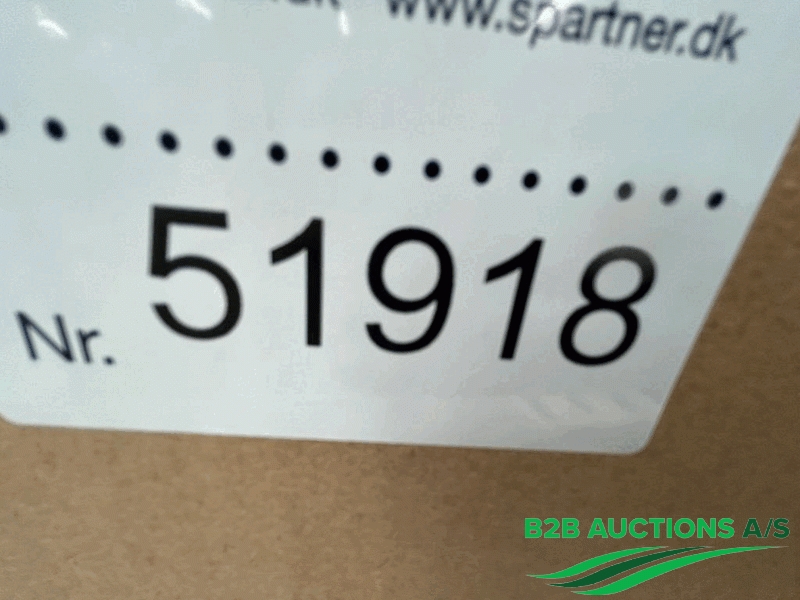 www.spartner.dk
Nr. 51918
B2B AUCTIONS A/S